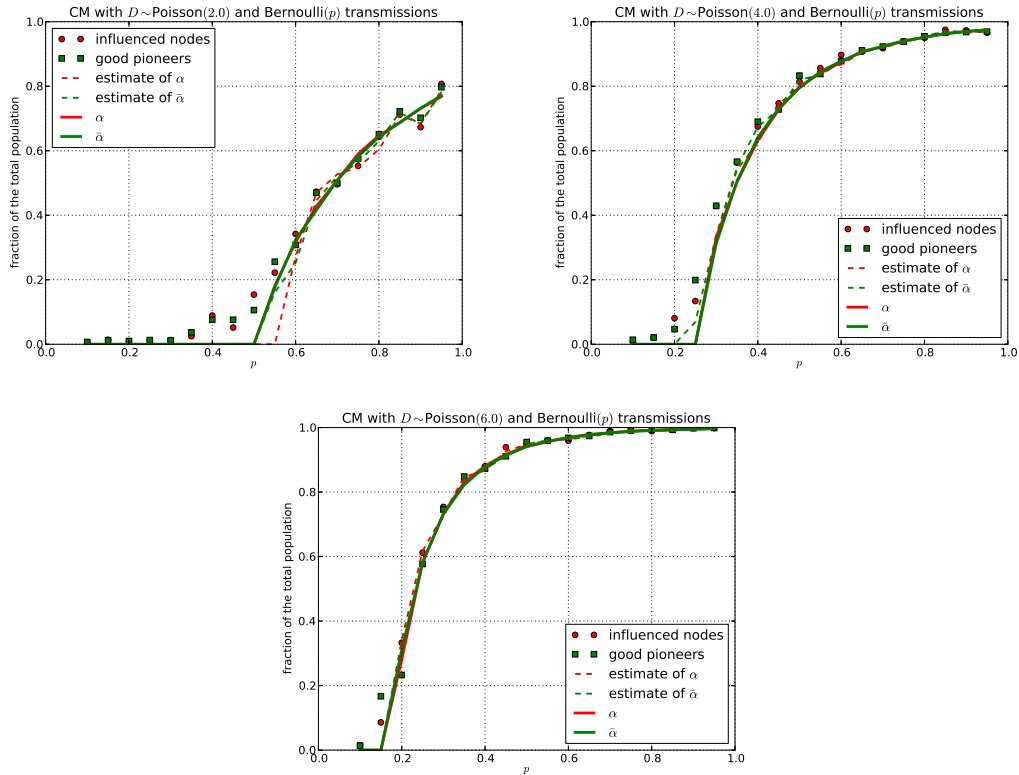 CM with D∼Poisson(2.0) and Bernoulli(p) transmissions
fraction of the total population
1.0
0.8
0.6
0.4
0.2
0.0
0.0 0.2 0.4 0.6 0.8 1.0
p
influenced nodes
good pioneers
estimate of α
estimate of ᾱ
α
ᾱ
CM with D∼Poisson(4.0) and Bernoulli(p) transmissions
fraction of the total population
1.0
0.8
0.6
0.4
0.2
0.0
0.0 0.2 0.4 0.6 0.8 1.0
p
influenced nodes
good pioneers
estimate of α
estimate of ᾱ
α
ᾱ
CM with D∼Poisson(6.0) and Bernoulli(p) transmissions
fraction of the total population
1.0
0.8
0.6
0.4
0.2
0.0
0.0 0.2 0.4 0.6 0.8 1.0
p
influenced nodes
good pioneers
estimate of α
estimate of ᾱ
α
ᾱ